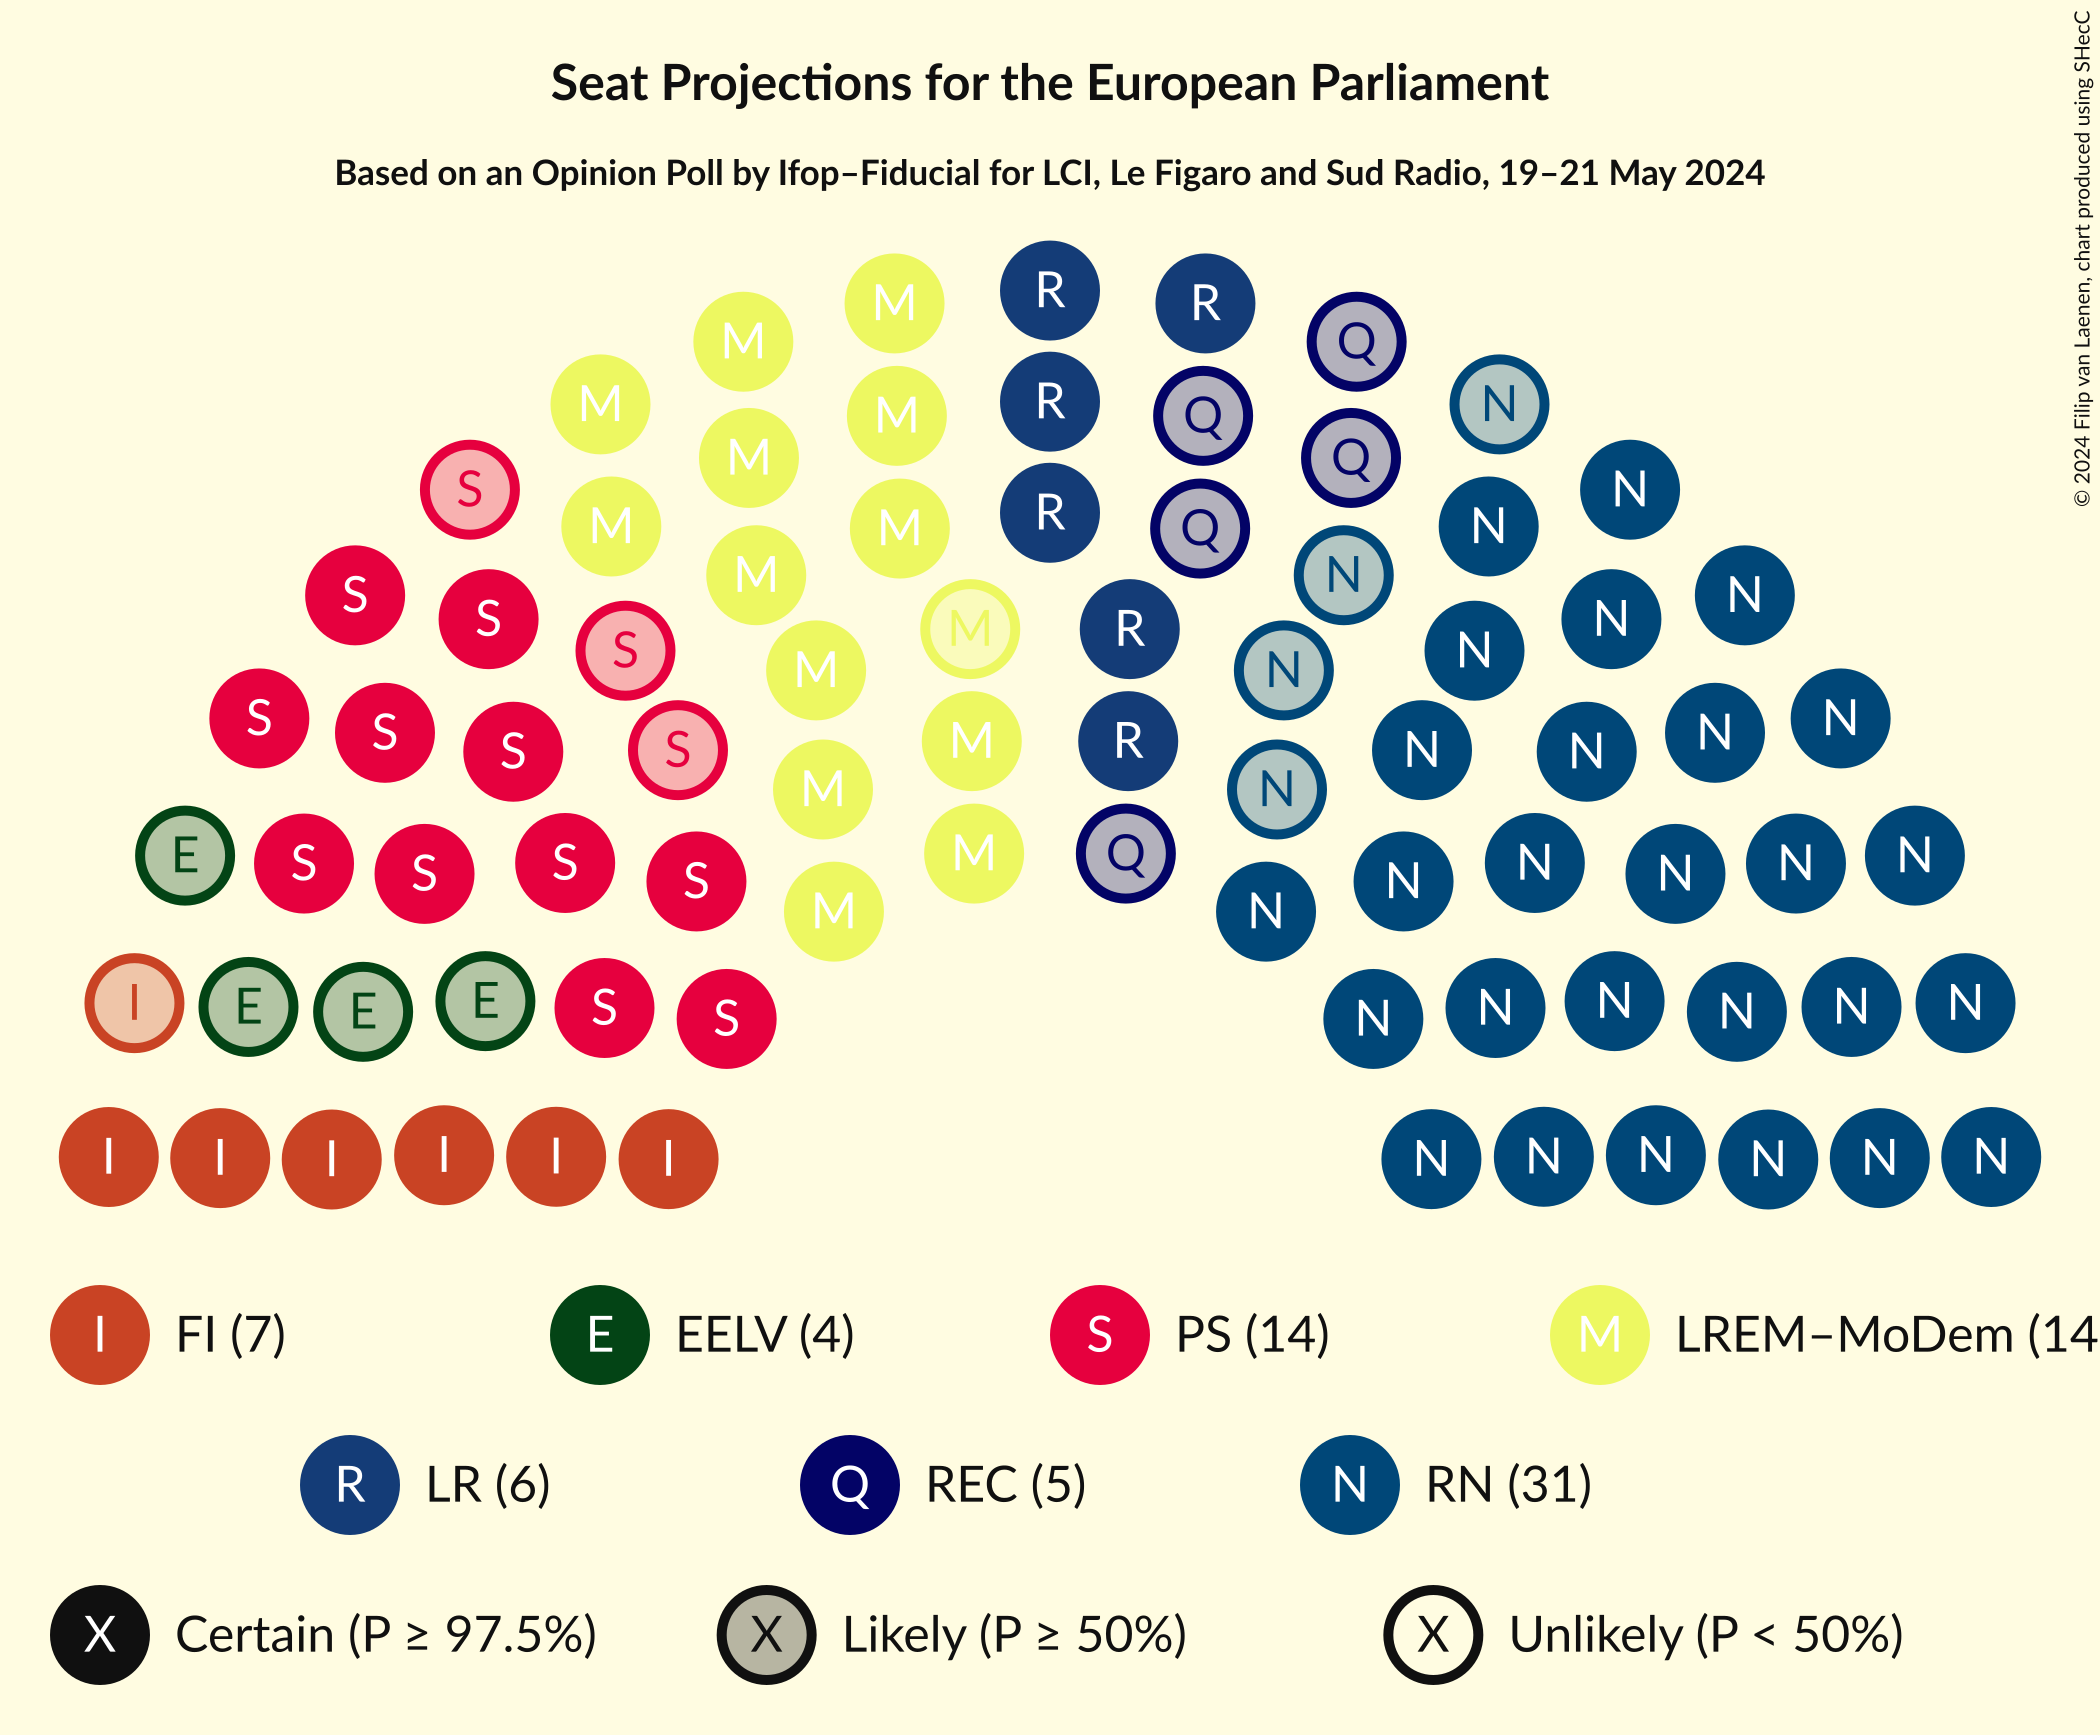 Seat Projections for the European Parliament
Based on an Opinion Poll by Ifop–Fiducial for LCI, Le Figaro and Sud Radio, 19–21 May 2024
© 2024 Filip van Laenen, chart produced using SHecC
R
M R
M Q
M M Q N
R
M Q
S M N
R
M M Q N
S M N
S S M R N N
S M N N
S S S S M M R N N N N N
E S S S S M M Q N N N N N N N
I E E E S S M N N N N N N N
I I I I I I N N N N N N
I FI (7) E EELV (4) S PS (14) M LREM–MoDem (14
R LR (6) Q REC (5) N RN (31)
X Certain (P ≥ 97.5%) X Likely (P ≥ 50%) X Unlikely (P < 50%)